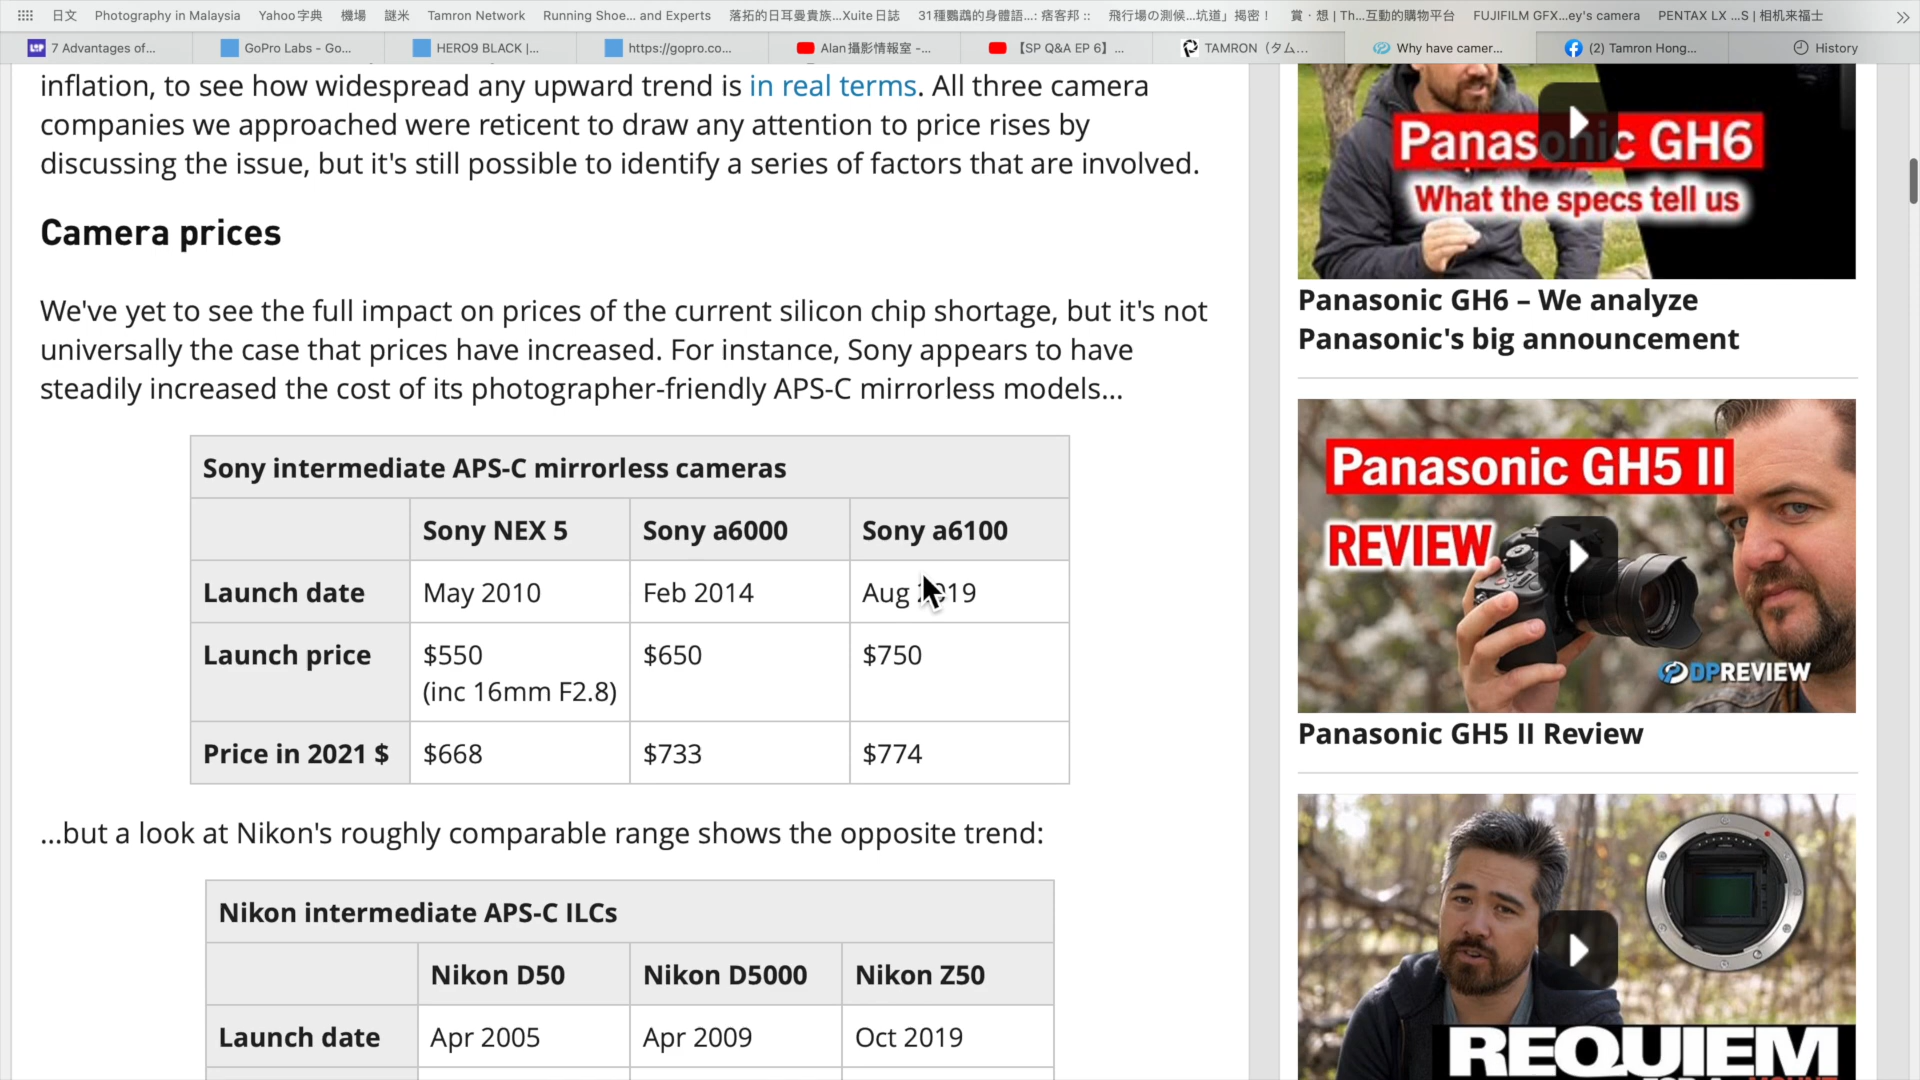 日文 Photography in Malaysia Yahoo字典 機場 謎米 Tamron Network Running Shoe... and Experts 落拓的日耳曼貴族...Xuite日誌 31種鸚鵡的身體語...: 痞客邦 :: 飛行場の測候...坑道」揭密！ 賞・想 | Th...互動的購物平台 FUJIFILM GFX...ey's camera PENTAX LX ...S | 相机来福士
7 Advantages of... GoPro Labs - Go... HERO9 BLACK |... https://gopro.co... Alan攝影情報室 -... 【SP Q&A EP 6】... TAMRON（タム... Why have camer... (2) Tamron Hong... History
inflation, to see how widespread any upward trend is in real terms. All three camera
companies we approached were reticent to draw any attention to price rises by
discussing the issue, but it's still possible to identify a series of factors that are involved.
Camera prices
We've yet to see the full impact on prices of the current silicon chip shortage, but it's not
universally the case that prices have increased. For instance, Sony appears to have
steadily increased the cost of its photographer-friendly APS-C mirrorless models...
Sony intermediate APS-C mirrorless cameras
Sony NEX 5 Sony a6000 Sony a6100
Launch date May 2010 Feb 2014 Aug 2019
Launch price $550 $650 $750
(inc 16mm F2.8)
Price in 2021 $ $668 $733 $774
...but a look at Nikon's roughly comparable range shows the opposite trend:
Nikon intermediate APS-C ILCs
Nikon D50 Nikon D5000 Nikon Z50
Launch date Apr 2005 Apr 2009 Oct 2019
Panasonic GH6
What the specs tell us
Panasonic GH6 – We analyze
Panasonic's big announcement
Panasonic GH5 II
REVIEW
DPREVIEW
Panasonic GH5 II Review
REQUIEM